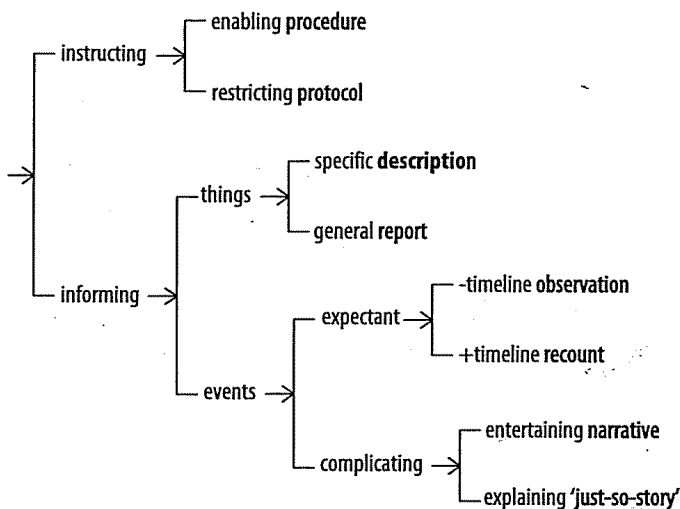 enabling procedure
instructing
restricting protocol
specific description
things
general report
informing
-timeline observation
expectant
+timeline recount
events
entertaining narrative
complicating
explaining 'just-so-story'